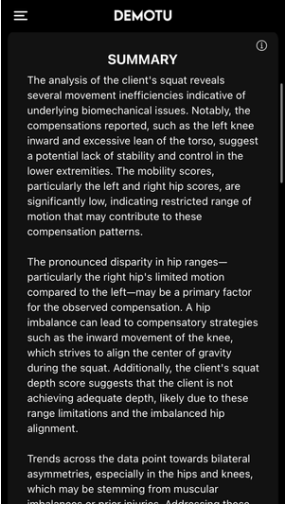 DEMOTU
SUMMARY
The analysis of the client's squat reveals
several movement inefficiencies indicative of
underlying biomechanical issues. Notably, the
compensations reported, such as the left knee
inward and excessive lean of the torso, suggest
a potential lack of stability and control in the
lower extremities. The mobility scores,
particularly the left and right hip scores, are
significantly low, indicating restricted range of
motion that may contribute to these
compensation patterns.
The pronounced disparity in hip ranges—
particularly the right hip's limited motion
compared to the left—may be a primary factor
for the observed compensation. A hip
imbalance can lead to compensatory strategies
such as the inward movement of the knee,
which strives to align the center of gravity
during the squat. Additionally, the client's squat
depth score suggests that the client is not
achieving adequate depth, likely due to these
range limitations and the imbalanced hip
alignment.
Trends across the data point towards bilateral
asymmetries, especially in the hips and knees,
which may be stemming from muscular
imbalances or prior injuries. Addressing these